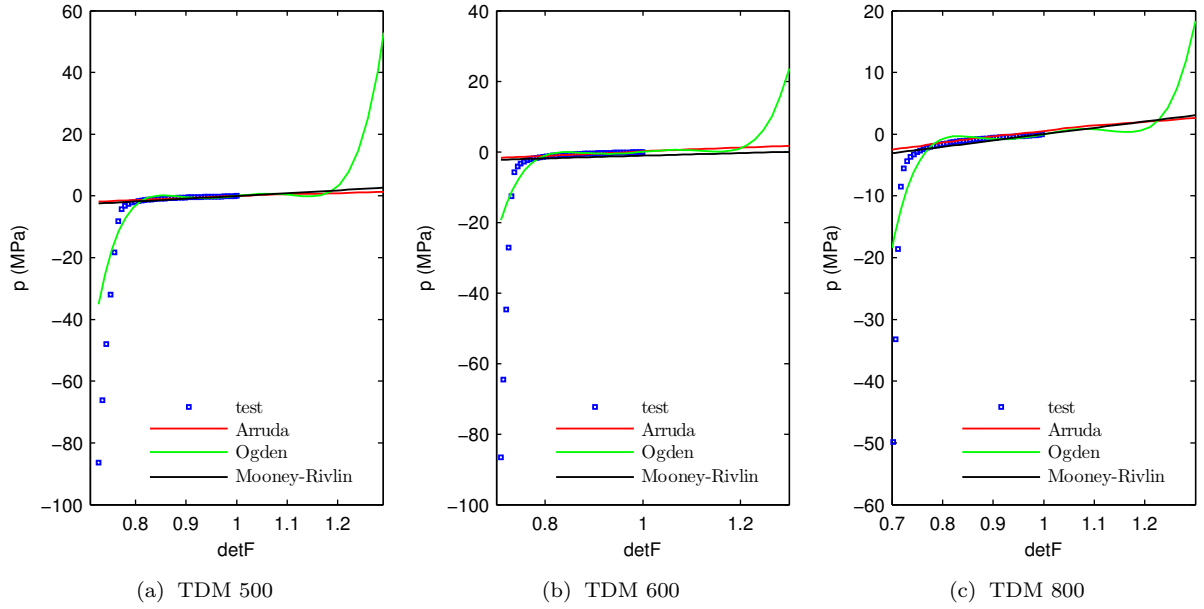 60
40
20
0
−20
−40
−60
−80
−100
p (MPa)
0.8
0.9
1
1.1
1.2
detF
test
Arruda
Ogden
Mooney-Rivlin
(a) TDM 500
40
20
0
−20
−40
−60
−80
−100
p (MPa)
0.8
1
1.2
detF
test
Arruda
Ogden
Mooney-Rivlin
(b) TDM 600
20
10
0
−10
−20
−30
−40
−50
−60
p (MPa)
0.7
0.8
0.9
1
1.1
1.2
detF
test
Arruda
Ogden
Mooney-Rivlin
(c) TDM 800